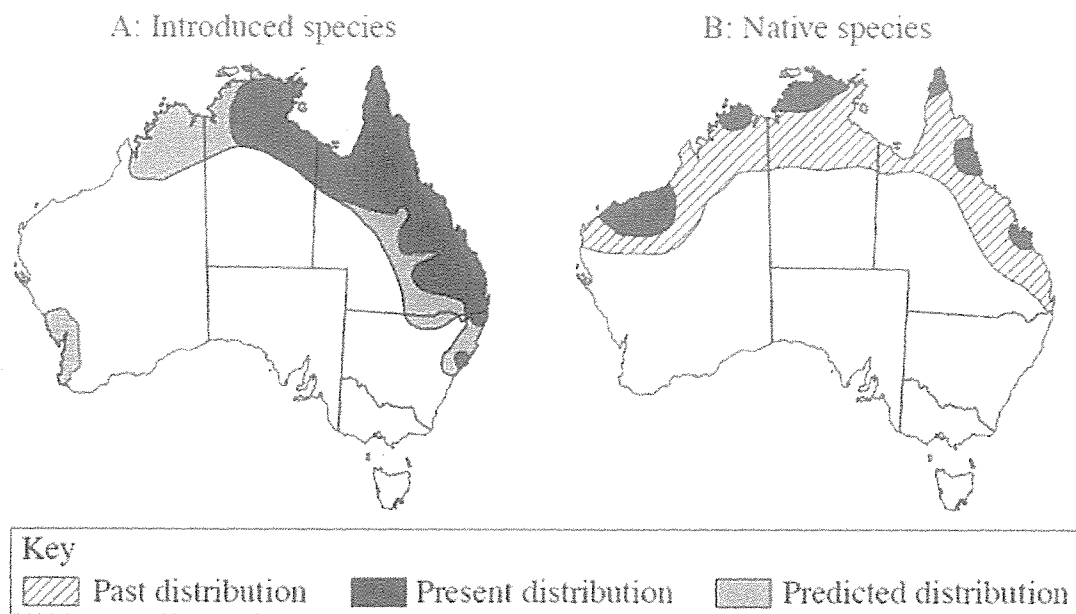 A: Introduced species
B: Native species
Key
Past distribution
Present distribution
Predicted distribution